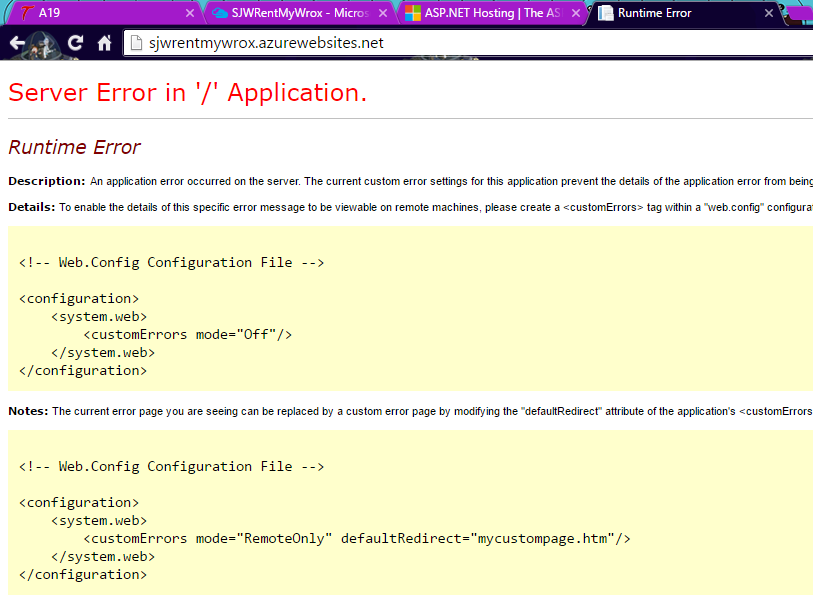 A19
SJWRentMyWrox - Micros
ASP.NET Hosting | The AS
Runtime Error
sjwrentmywrox.azurewebsites.net
Server Error in '/' Application.
Runtime Error
Description: An application error occurred on the server. The current custom error settings for this application prevent the details of the application error from being
Details: To enable the details of this specific error message to be viewable on remote machines, please create a <customErrors> tag within a "web.config" configurat
<!-- Web.Config Configuration File -->
<configuration>
    <system.web>
        <customErrors mode="Off"/>
    </system.web>
</configuration>
Notes: The current error page you are seeing can be replaced by a custom error page by modifying the "defaultRedirect" attribute of the application's <customErrors
<!-- Web.Config Configuration File -->
<configuration>
    <system.web>
        <customErrors mode="RemoteOnly" defaultRedirect="mycustompage.htm"/>
    </system.web>
</configuration>